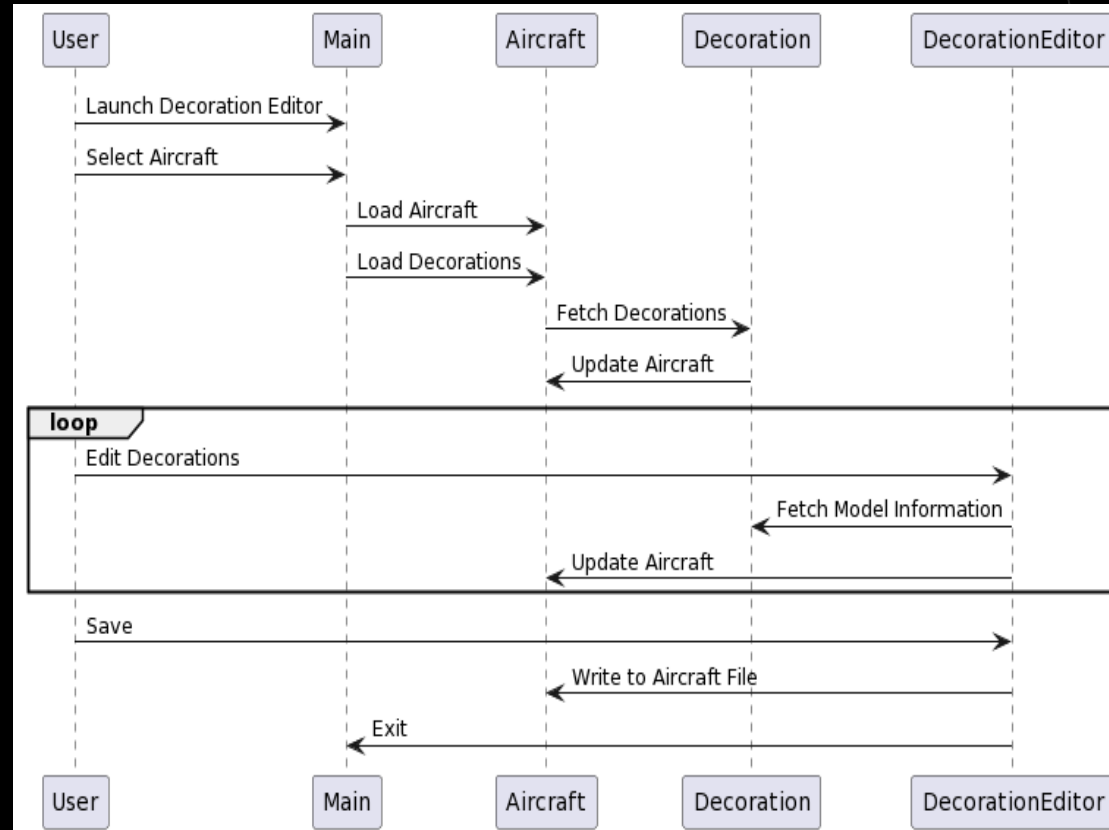 User
Main
Aircraft
Decoration
DecorationEditor
Launch Decoration Editor
Select Aircraft
Load Aircraft
Load Decorations
Fetch Decorations
Update Aircraft
loop
Edit Decorations
Fetch Model Information
Update Aircraft
Save
Write to Aircraft File
Exit
User
Main
Aircraft
Decoration
DecorationEditor